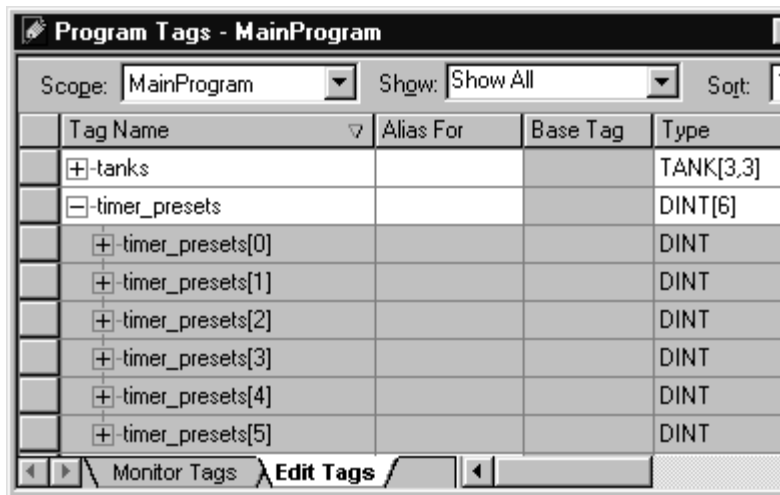 Program Tags - MainProgram
Scope: MainProgram Show: Show All Sort:
Tag Name Alias For Base Tag Type
tanks TANK[3,3]
timer_presets DINT[6]
timer_presets[0] DINT
timer_presets[1] DINT
timer_presets[2] DINT
timer_presets[3] DINT
timer_presets[4] DINT
timer_presets[5] DINT
Monitor Tags Edit Tags